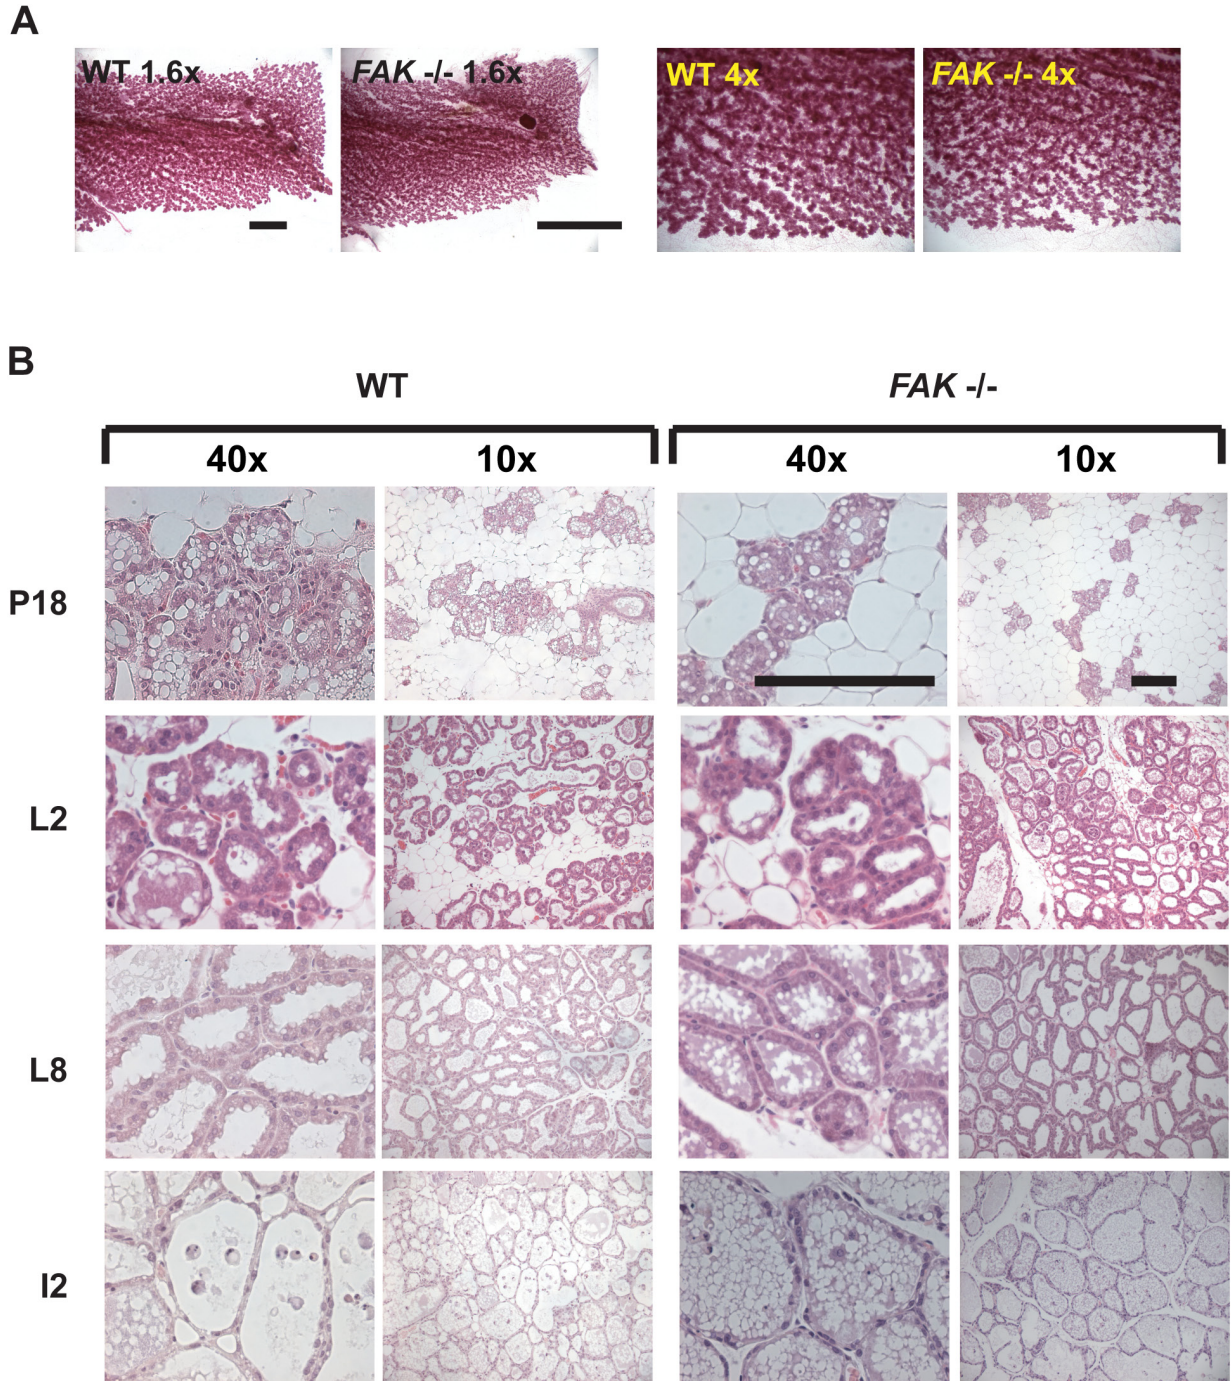 A
WT 1.6x
FAK -/- 1.6x
WT 4x
FAK -/- 4x
B
WT
FAK -/-
40x
10x
40x
10x
P18
L2
L8
I2